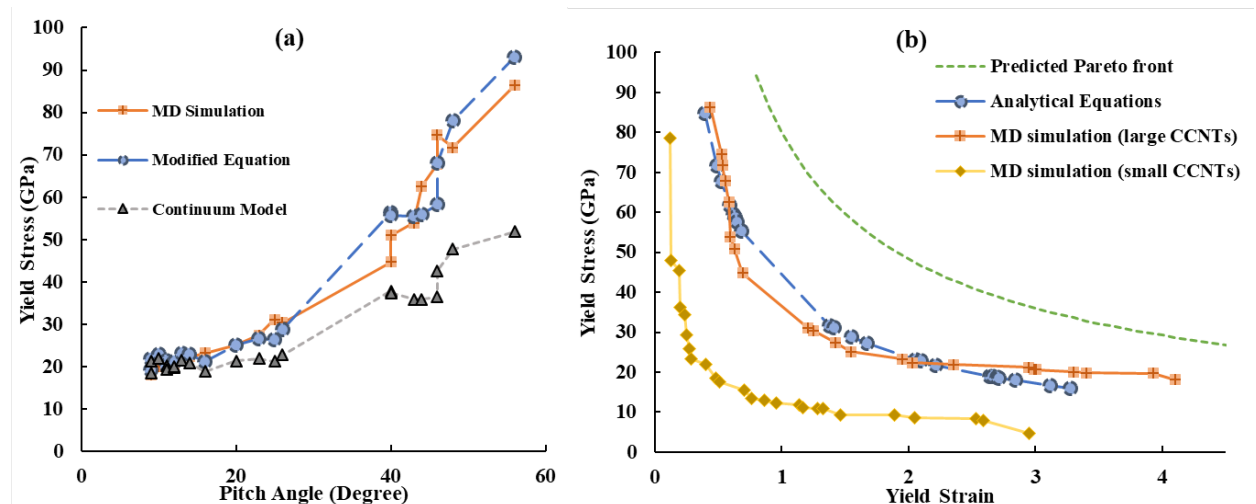 (a)
100
90
80
70
60
50
40
30
20
10
0
Yield Stress (GPa)
MD Simulation
Modified Equation
Continuum Model
0
20
40
60
Pitch Angle (Degree)
(b)
100
90
80
70
60
50
40
30
20
10
0
Yield Stress (GPa)
Predicted Pareto front
Analytical Equations
MD simulation (large CCNTs)
MD simulation (small CCNTs)
0
1
2
3
4
Yield Strain